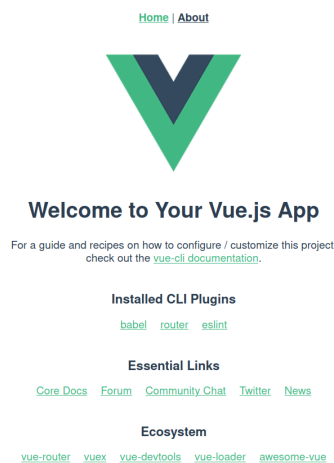 Home | About
Welcome to Your Vue.js App
For a guide and recipes on how to configure / customize this project
check out the vue-cli documentation.
Installed CLI Plugins
babel router eslint
Essential Links
Core Docs Forum Community Chat Twitter News
Ecosystem
vue-router vuex vue-devtools vue-loader awesome-vue